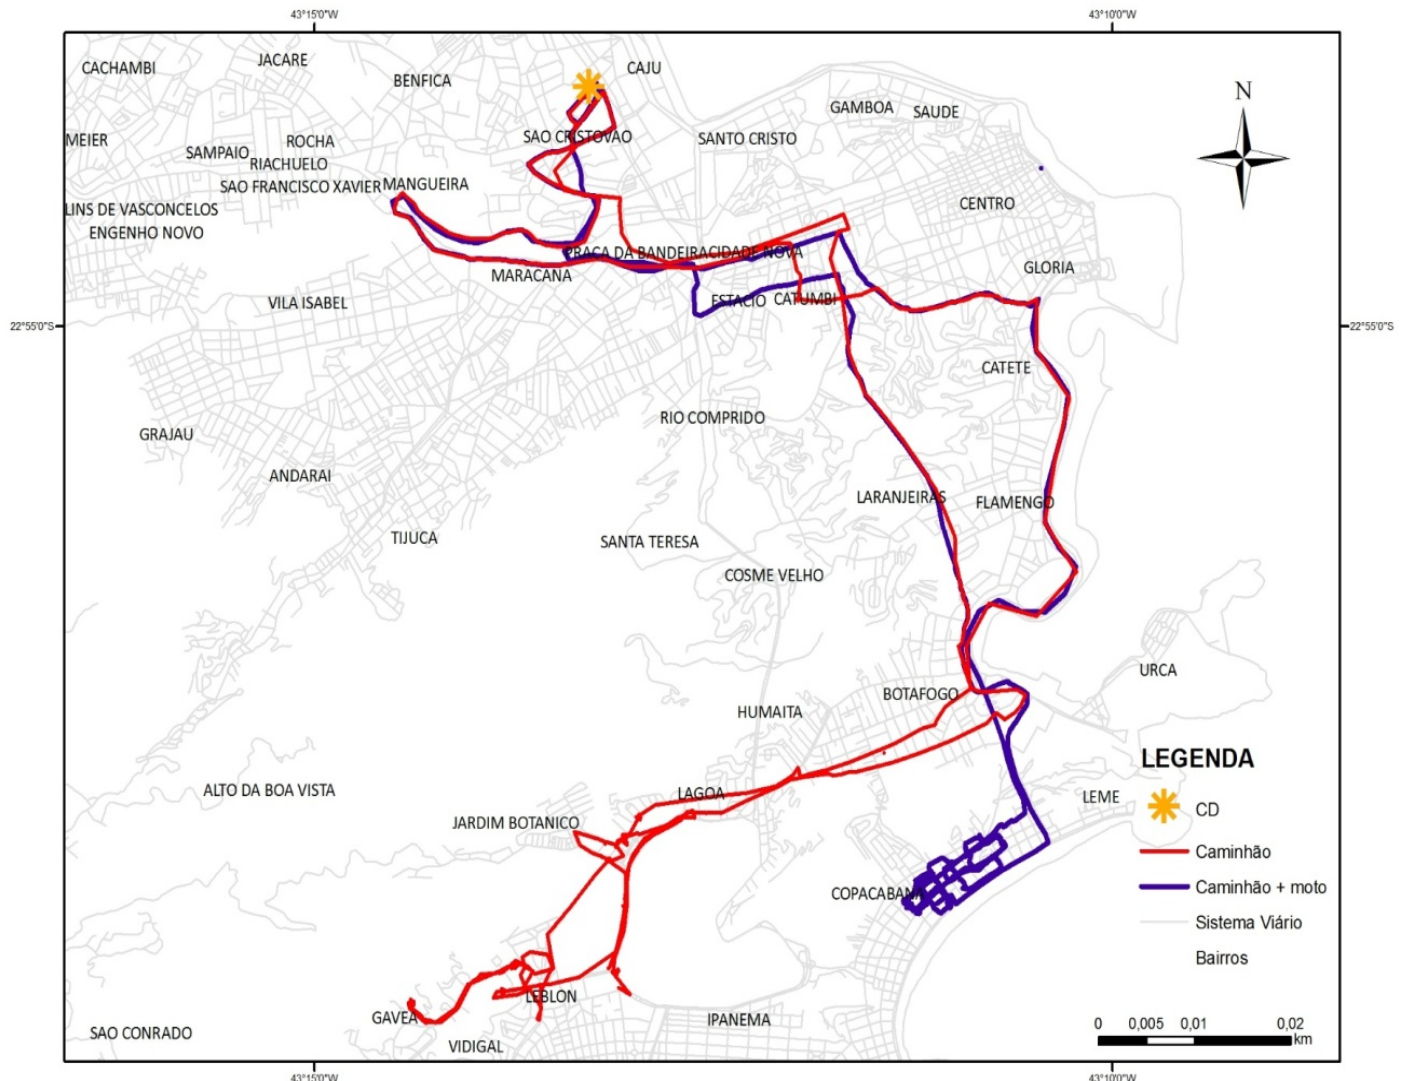 43°15'0"W
43°10'0"W
JACARE
CACHAMBI
BENFICA
CAJU
N
GAMBOA
SAUDE
SAO CRISTOVAO
SANTO CRISTO
MEIER
ROCHA
SAMPAIO
RIACHUELO
SAO FRANCISCO XAVIER
MANGUEIRA
CENTRO
LINS DE VASCONCELOS
ENGENHO NOVO
PRACA DA BANDEIRA
CIDADE NOVA
GLORIA
MARACANA
VILA ISABEL
ESTACIO
CATUMBI
22°55'0"S
22°55'0"S
CATETE
RIO COMPRIDO
GRAJAU
ANDARAI
LARANJEIRAS
FLAMENGO
TIJUCA
SANTA TERESA
COSME VELHO
URCA
BOTAFOGO
HUMAITA
LEGENDA
ALTO DA BOA VISTA
LAGOA
LEME
CD
JARDIM BOTANICO
Caminhão
COPACABANA
Caminhão + moto
Sistema Viário
Bairros
LEBLON
GAVEA
IPANEMA
SAO CONRADO
VIDIGAL
0 0,005 0,01 0,02
km
43°15'0"W
43°10'0"W